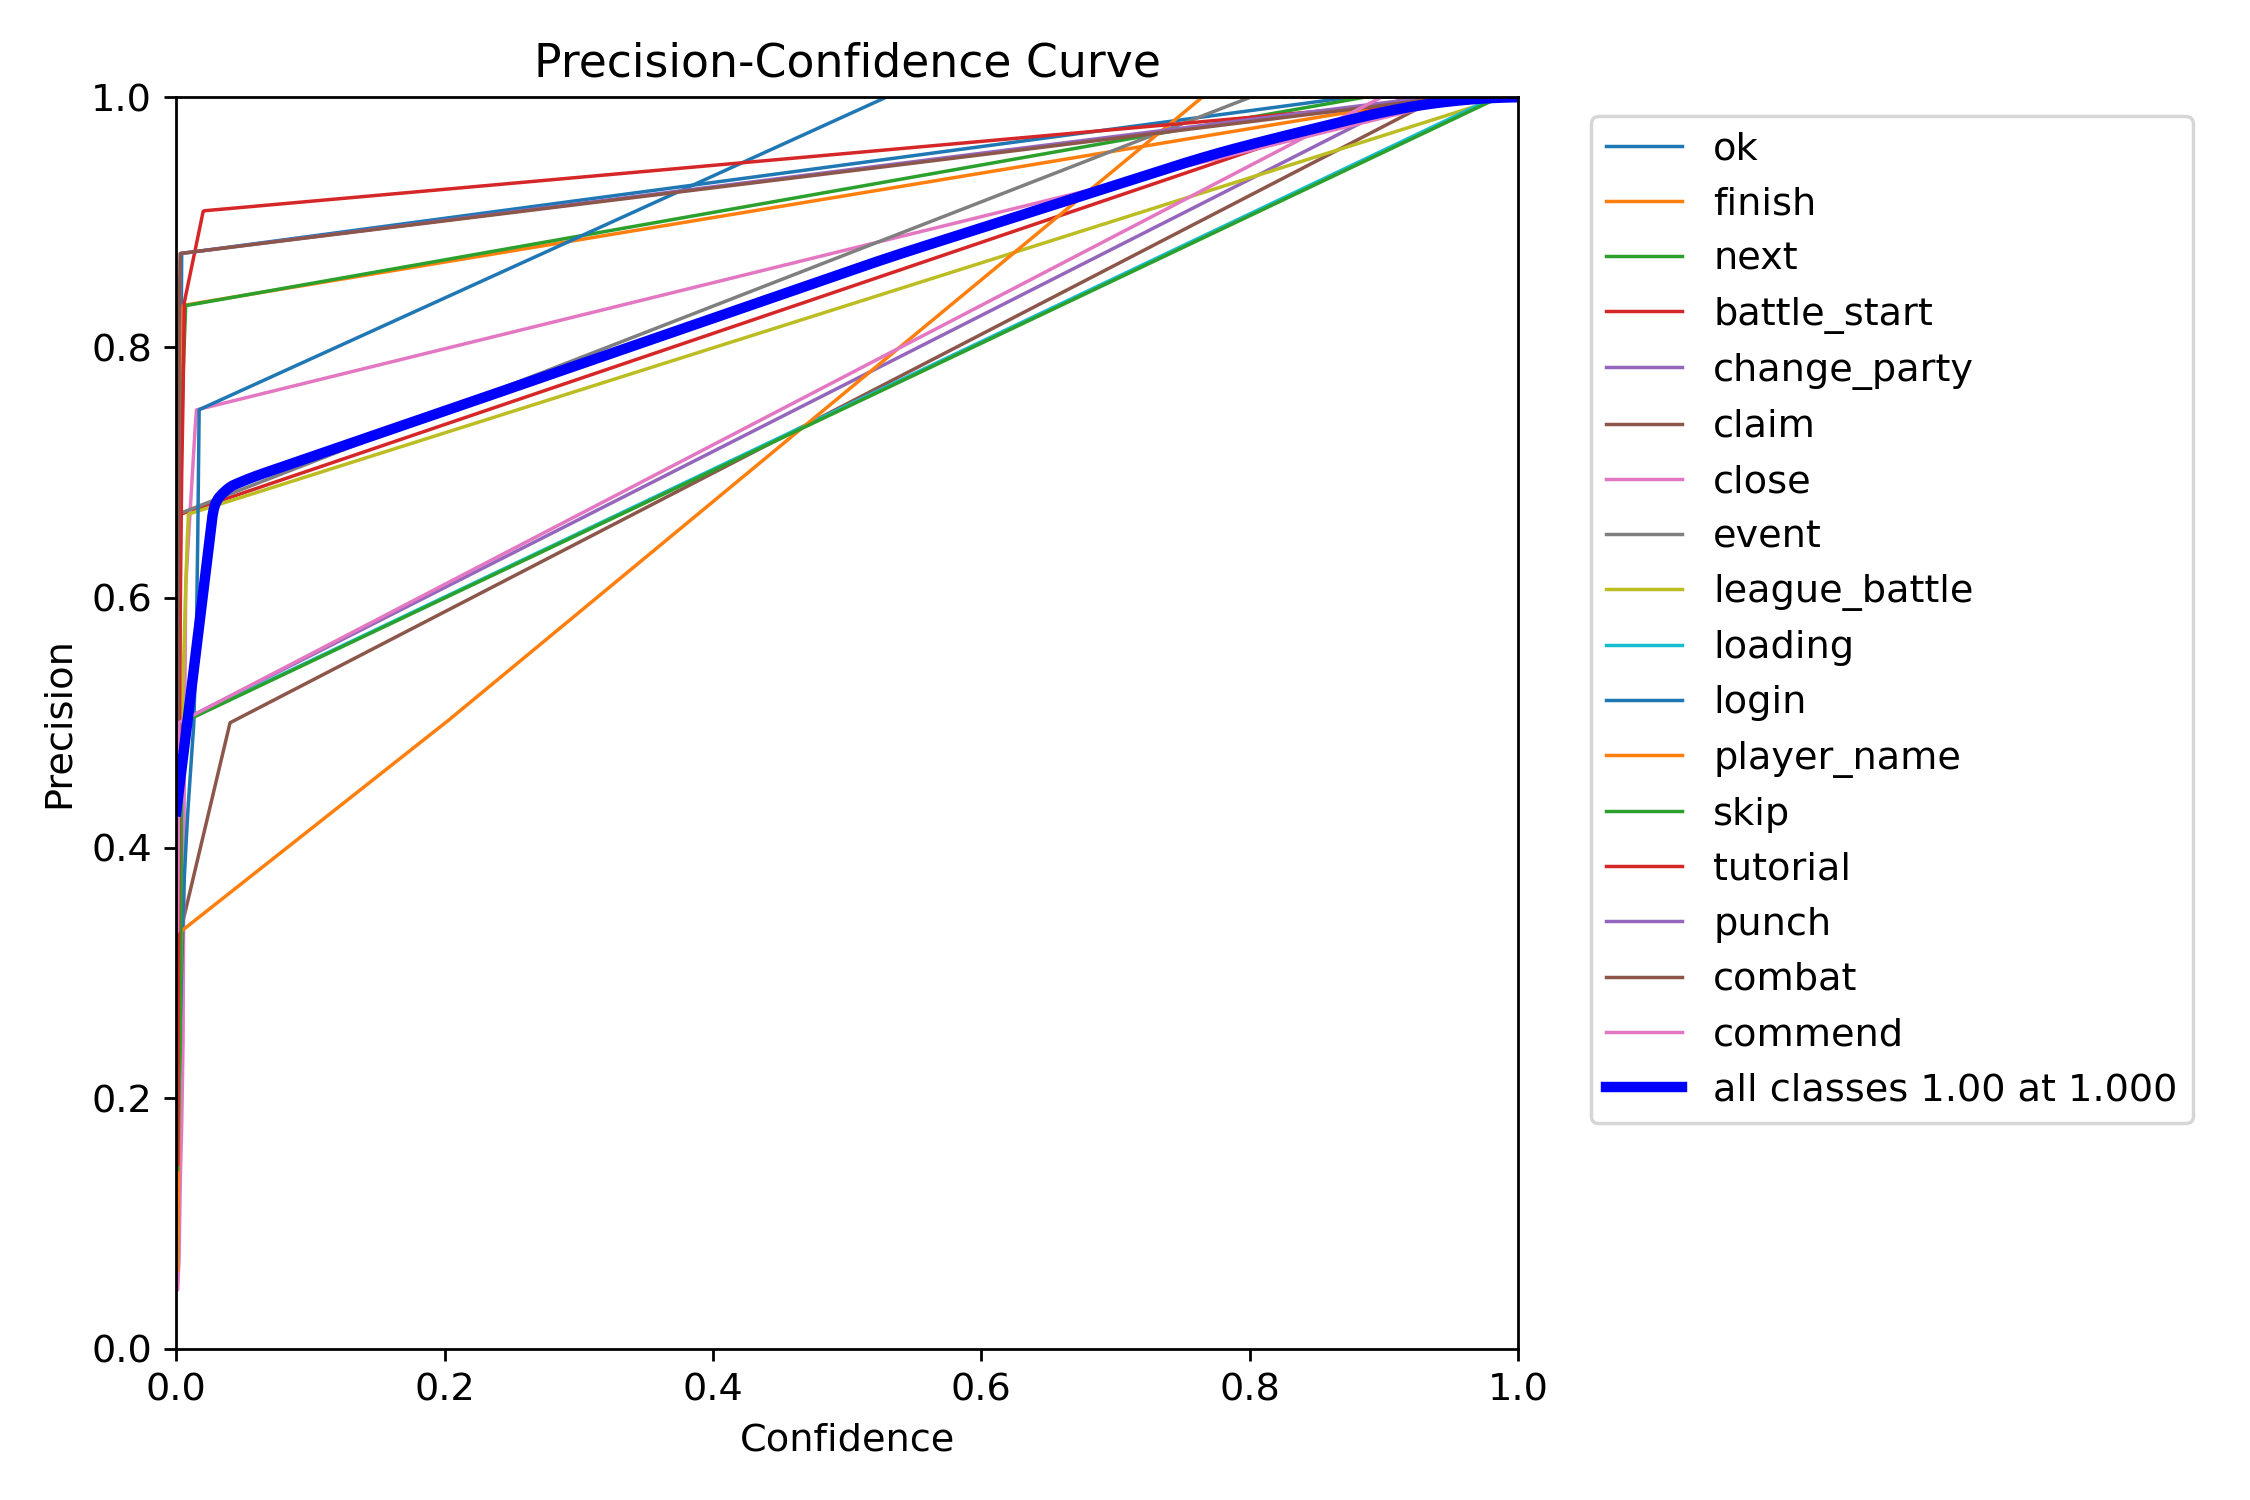 Precision-Confidence Curve
1.0
0.8
0.6
0.4
0.2
0.0
Precision
0.0 0.2 0.4 0.6 0.8 1.0
Confidence
ok
finish
next
battle_start
change_party
claim
close
event
league_battle
loading
login
player_name
skip
tutorial
punch
combat
commend
all classes 1.00 at 1.000